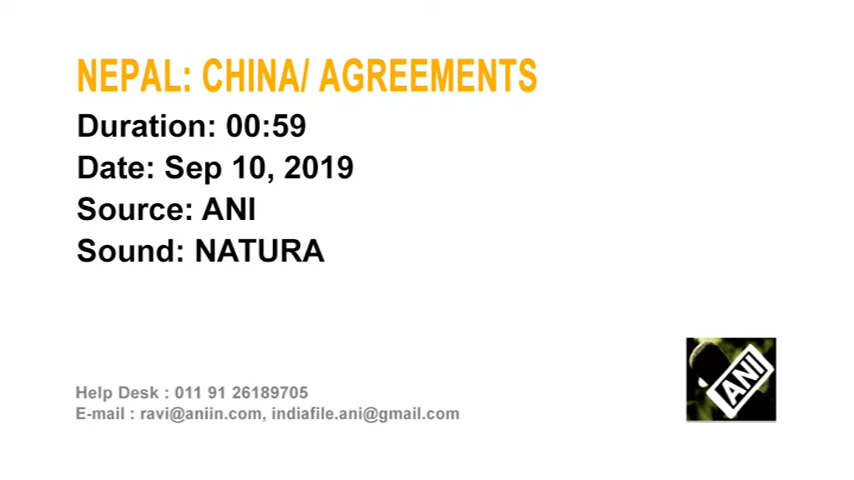 NEPAL: CHINA/ AGREEMENTS
Duration: 00:59
Date: Sep 10, 2019
Source: ANI
Sound: NATURA
Help Desk : 011 91 26189705
E-mail : ravi@aniin.com, indiafile.ani@gmail.com
ANI